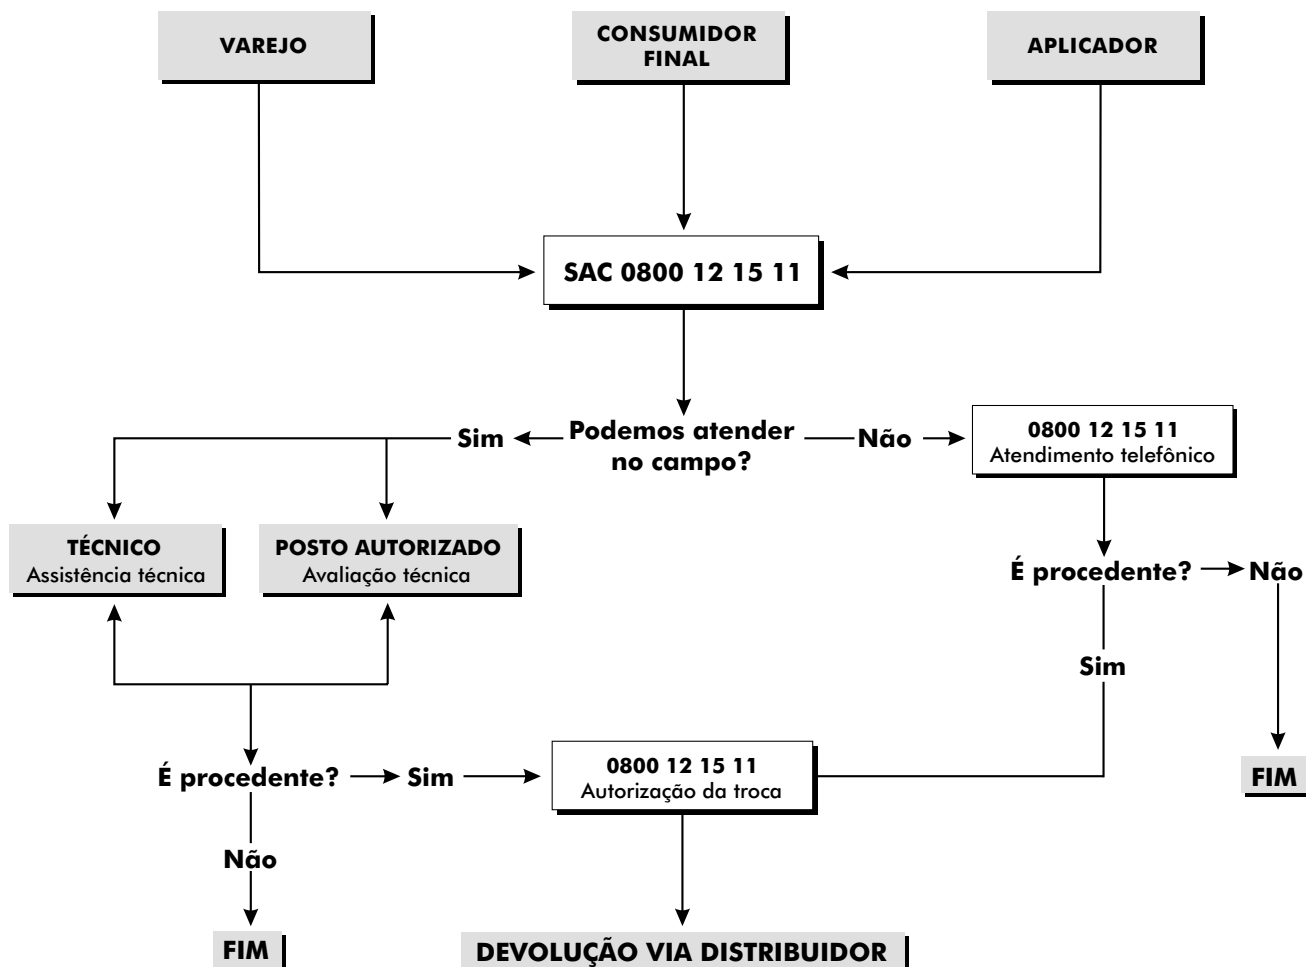 VAREJO
CONSUMIDOR
FINAL
APLICADOR
SAC 0800 12 15 11
Sim
Podemos atender
no campo?
Não
0800 12 15 11
Atendimento telefônico
TÉCNICO
Assistência técnica
POSTO AUTORIZADO
Avaliação técnica
É procedente?
Não
Sim
É procedente?
Sim
0800 12 15 11
Autorização da troca
FIM
Não
FIM
DEVOLUÇÃO VIA DISTRIBUIDOR